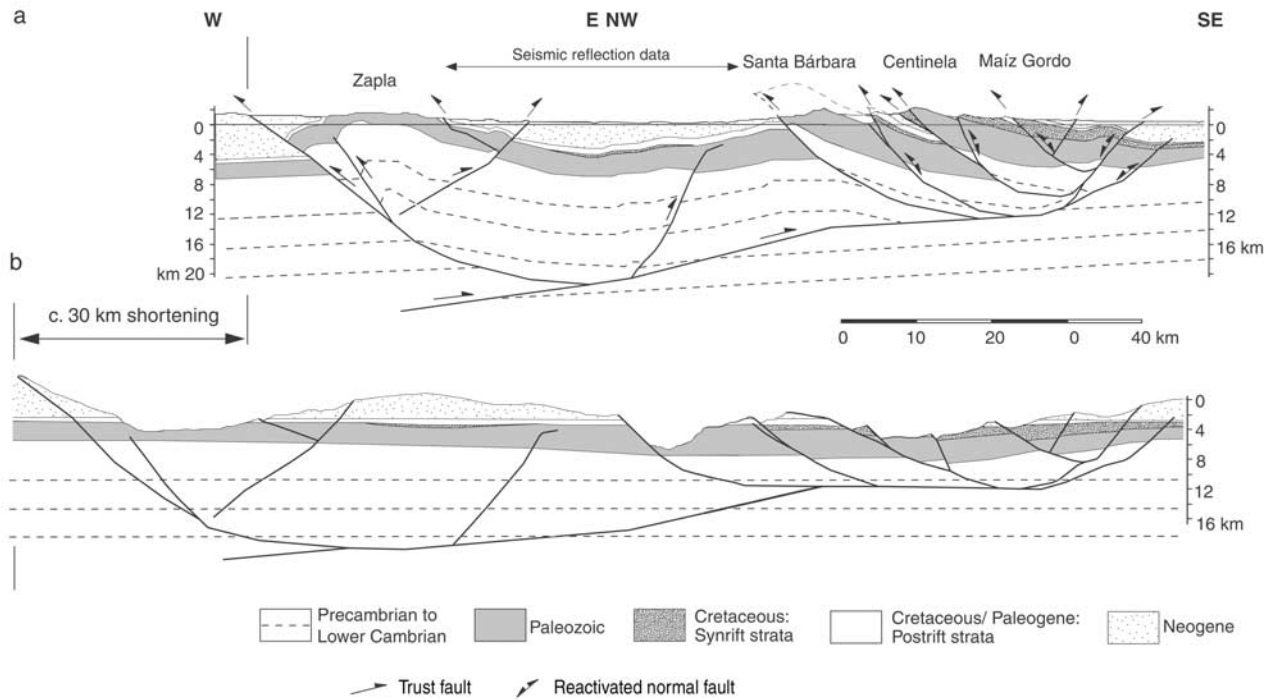 a
W
E NW
SE
Seismic reflection data
Zapla
Santa Bárbara
Centinela
Maíz Gordo
0
4
8
12
16
km 20
0
4
8
12
16 km
b
c. 30 km shortening
0
10
20
0
40 km
0
4
8
12
16 km
Precambrian to
Lower Cambrian
Paleozoic
Cretaceous:
Synrift strata
Cretaceous/ Paleogene:
Postrift strata
Neogene
Trust fault
Reactivated normal fault